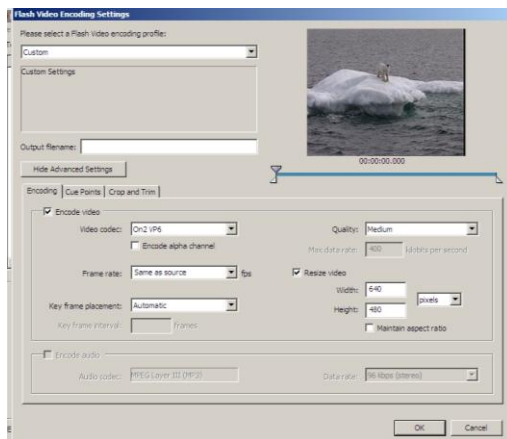 Flash Video Encoding Settings
Please select a Flash Video encoding profile:
Custom
Custom Settings
Output filename:
00:00:00.000
Hide Advanced Settings
Encoding Cue Points Crop and Trim
Encode video
Video codec: On2 VP6
Quality: Medium
Encode alpha channel
Max data rate: 400 kilobits per second
Frame rate: Same as source fps
Resize video
Width: 640
pixels
Key frame placement: Automatic
Height: 480
Key frame interval: frames
Maintain aspect ratio
Encode audio
Audio codec: MPEG Layer III (MP3)
Data rate: 96 kbps (stereo)
OK Cancel